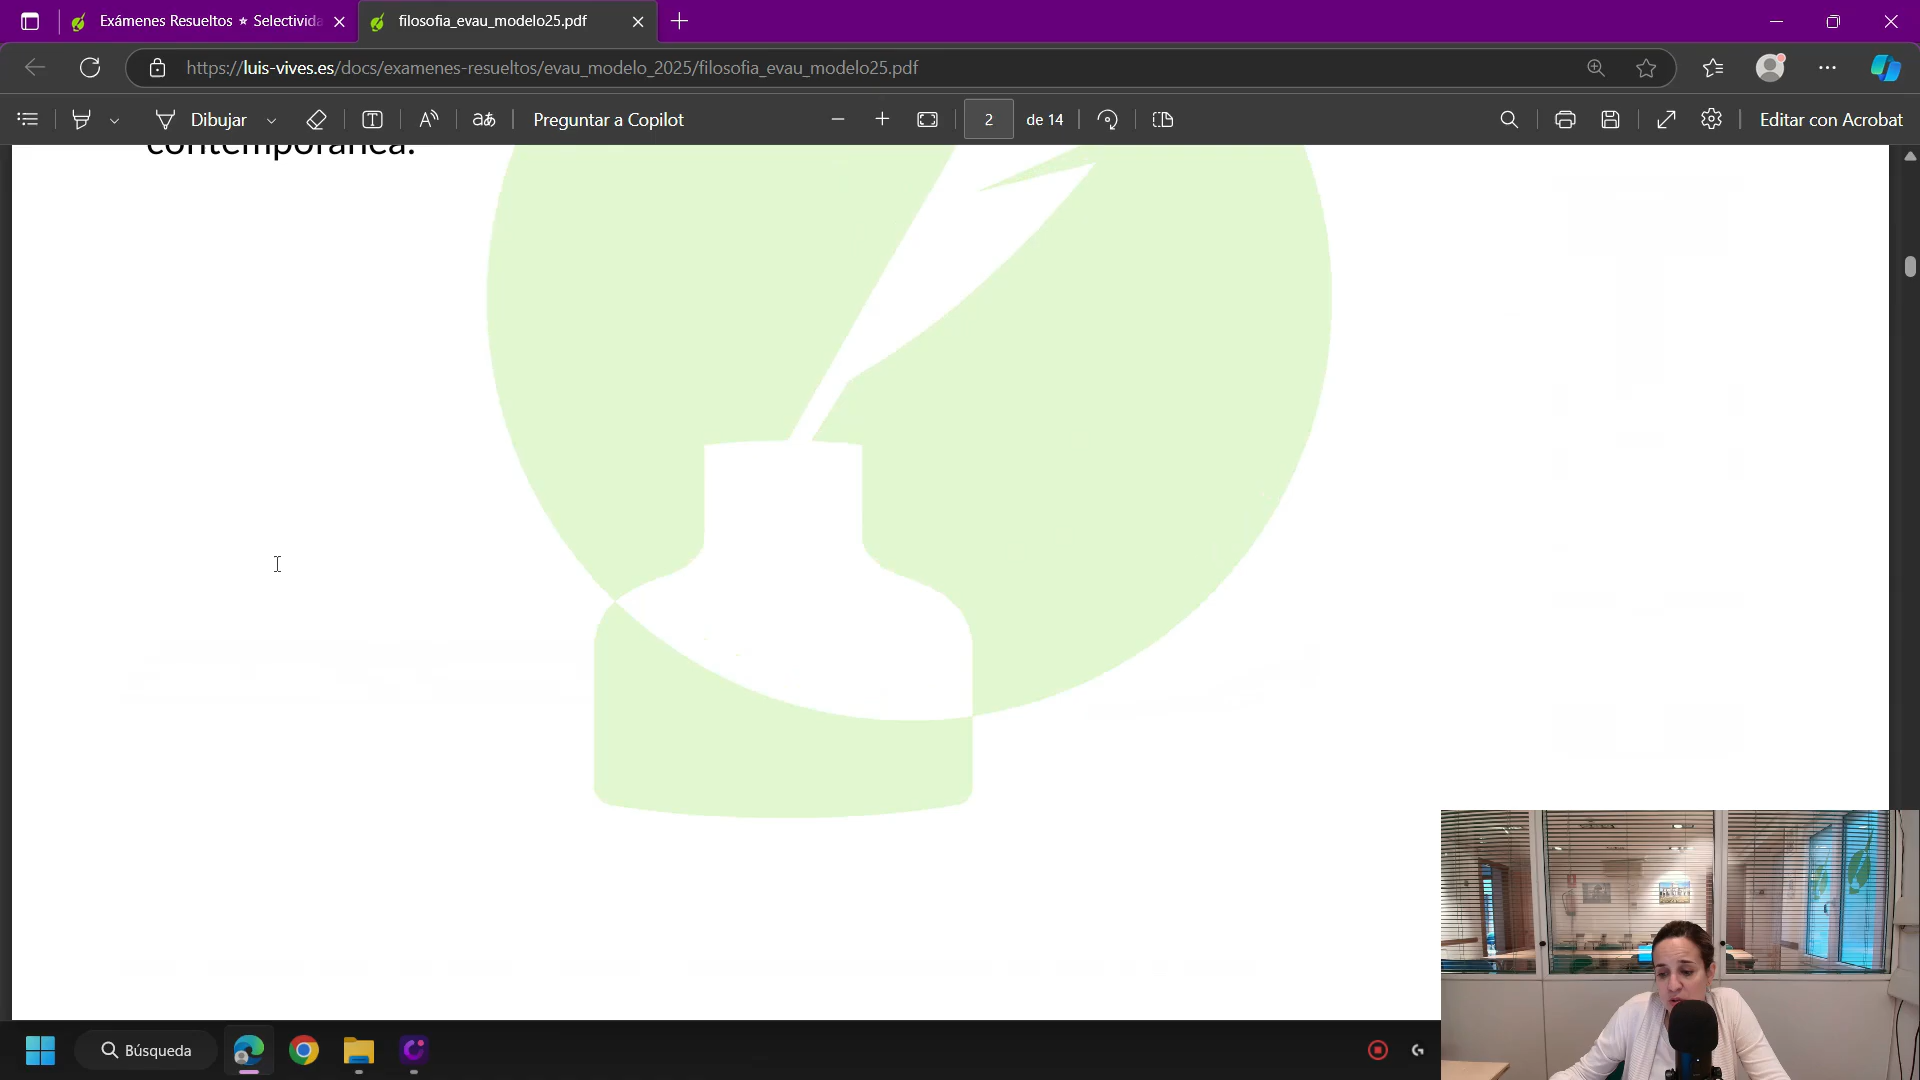 Exámenes Resueltos ★ Selectivida
filosofia_evau_modelo25.pdf
https://luis-vives.es/docs/examenes-resueltos/evau_modelo_2025/filosofia_evau_modelo25.pdf
Dibujar
Preguntar a Copilot
2
de 14
Editar con Acrobat
contemporánea.
Búsqueda